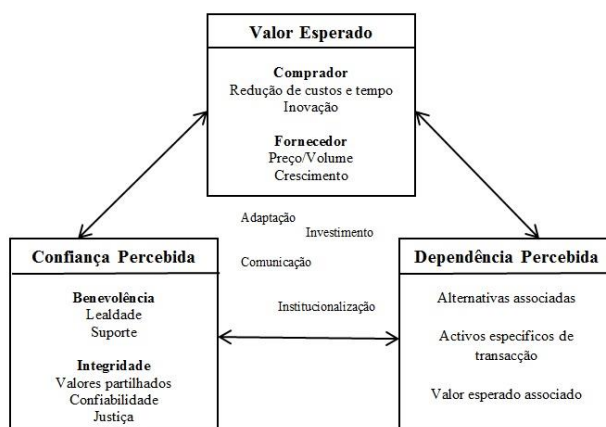 Valor Esperado
Comprador
Redução de custos e tempo
Inovação
Fornecedor
Preço/Volume
Crescimento
Adaptação
Investimento
Comunicação
Institucionalização
Confiança Percebida
Benevolência
Lealdade
Suporte
Integridade
Valores partilhados
Confiabilidade
Justiça
Dependência Percebida
Alternativas associadas
Activos específicos de
transacção
Valor esperado associado